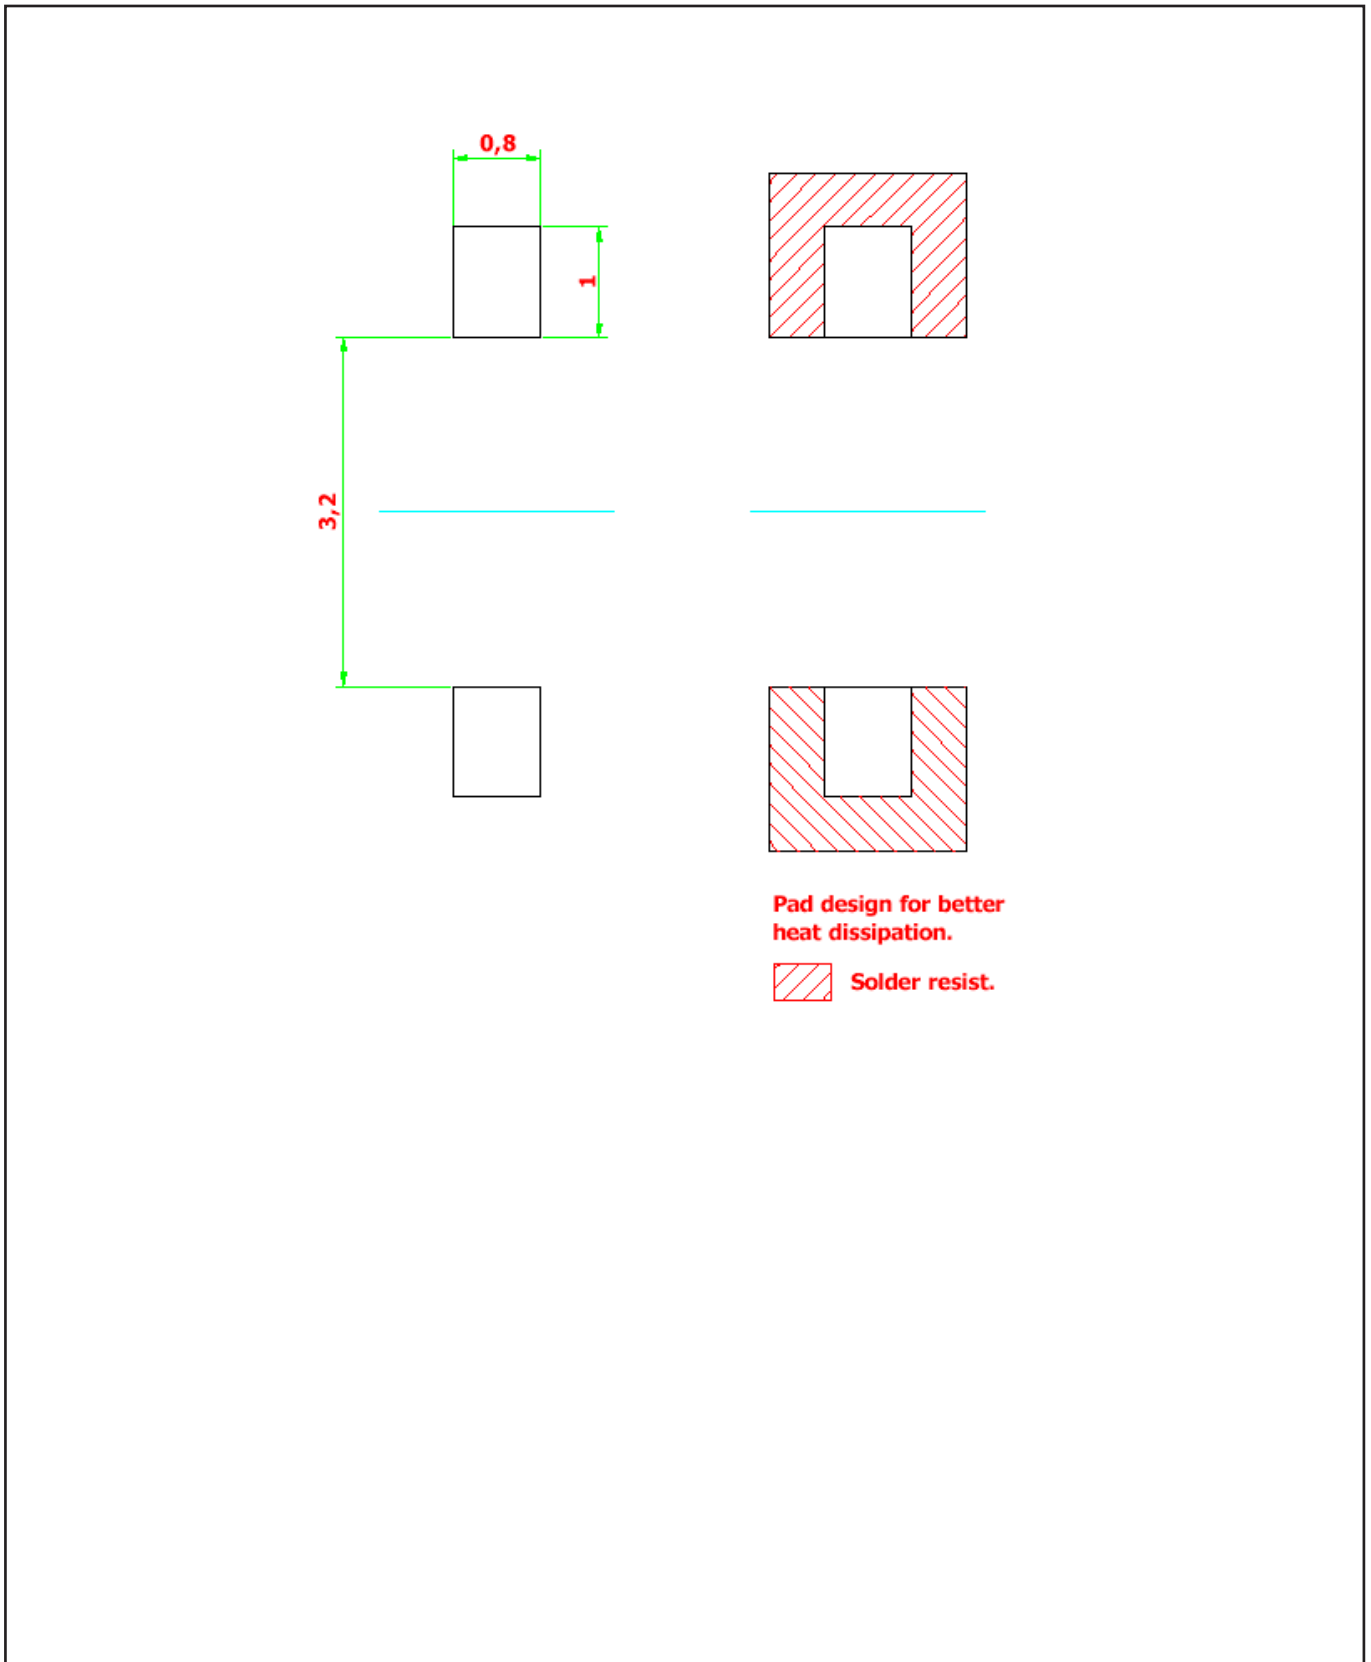 0,8
1
3,2
Pad design for better
heat dissipation.
Solder resist.